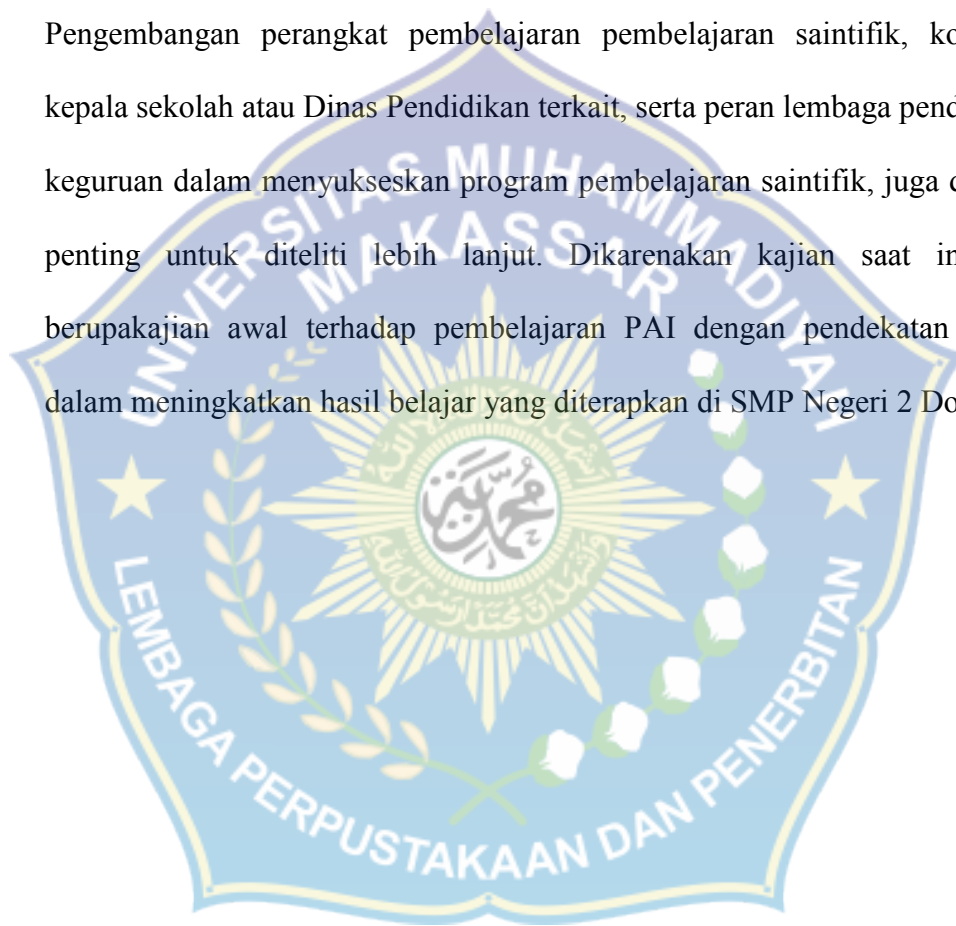 Pengembangan perangkat pembelajaran pembelajaran saintifik, ko
kepala sekolah atau Dinas Pendidikan terkait, serta peran lembaga pend
keguruan dalam menyukseskan program pembelajaran saintifik, juga d
penting untuk diteliti lebih lanjut. Dikarenakan kajian saat in
berupakajian awal terhadap pembelajaran PAI dengan pendekatan
dalam meningkatkan hasil belajar yang diterapkan di SMP Negeri 2 Do
UNIVERSITAS MUHAMMADIYAH
MAKASSAR
محمد
LEMBAGA PERPUSTAKAAN DAN PENERBITAN